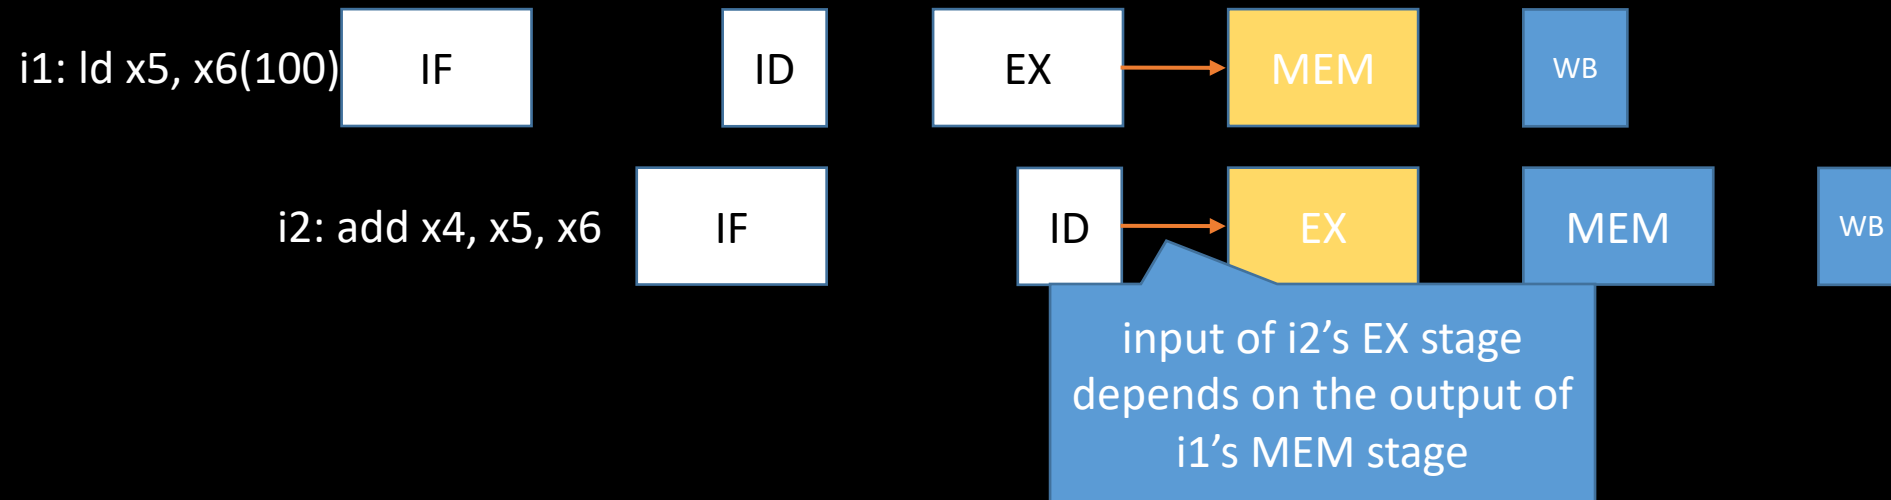 i1: ld x5, x6(100) IF ID EX MEM WB
i2: add x4, x5, x6 IF ID EX MEM WB
input of i2’s EX stage
depends on the output of
i1’s MEM stage